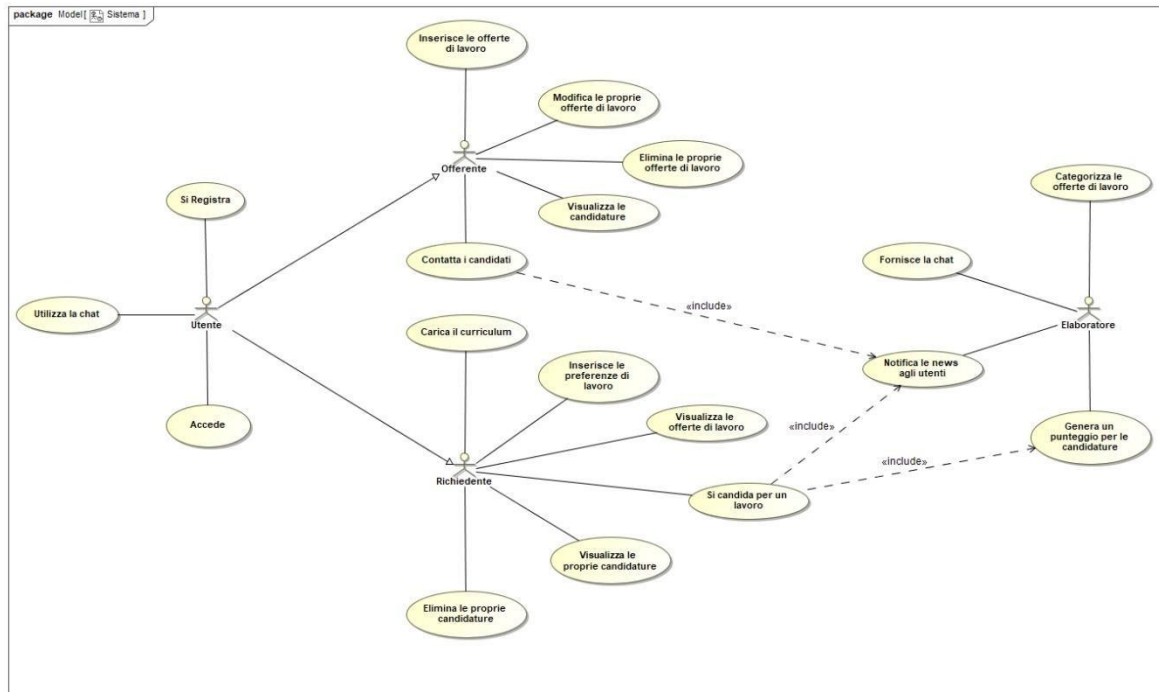 package Model[ Sistema ]
Inserisce le offerte
di lavoro
Modifica le proprie
offerte di lavoro
Elimina le proprie
offerte di lavoro
Offerente
Visualizza le
candidature
Contatta i candidati
Si Registra
Utilizza la chat
Utente
Accede
Categorizza le
offerte di lavoro
Fornisce la chat
Elaboratore
«include»
Notifica le news
agli utenti
Genera un
punteggio per le
candidature
Carica il curriculum
Inserisce le
preferenze di
lavoro
Visualizza le
offerte di lavoro
«include»
«include»
Richiedente
Si candida per un
lavoro
Visualizza le
proprie candidature
Elimina le proprie
candidature